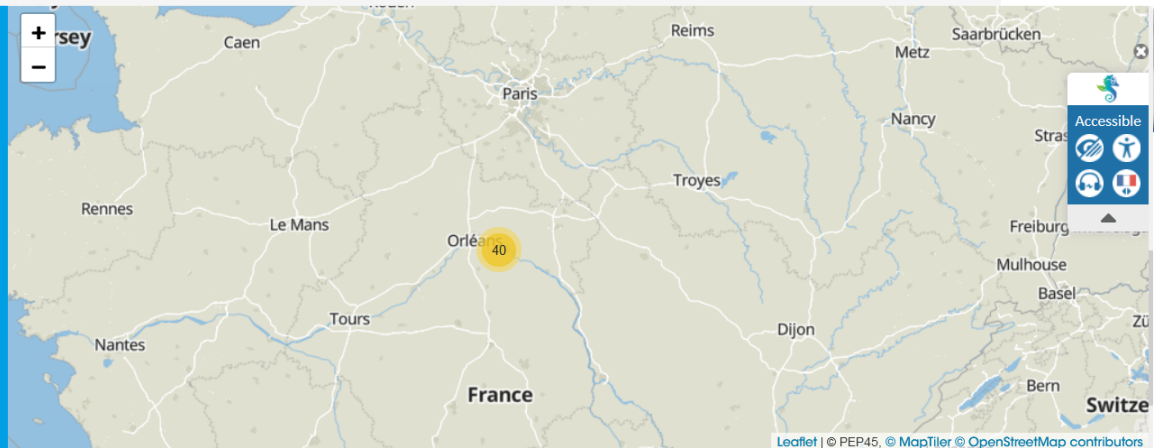 +
−
Caen
Reims
Saarbrücken
Metz
Paris
Accessible
Nancy
Troyes
Rennes
Le Mans
Orléans
40
Mulhouse
Basel
Tours
Dijon
Nantes
France
Bern
Leaflet | © PEP45, © MapTiler © OpenStreetMap contributors